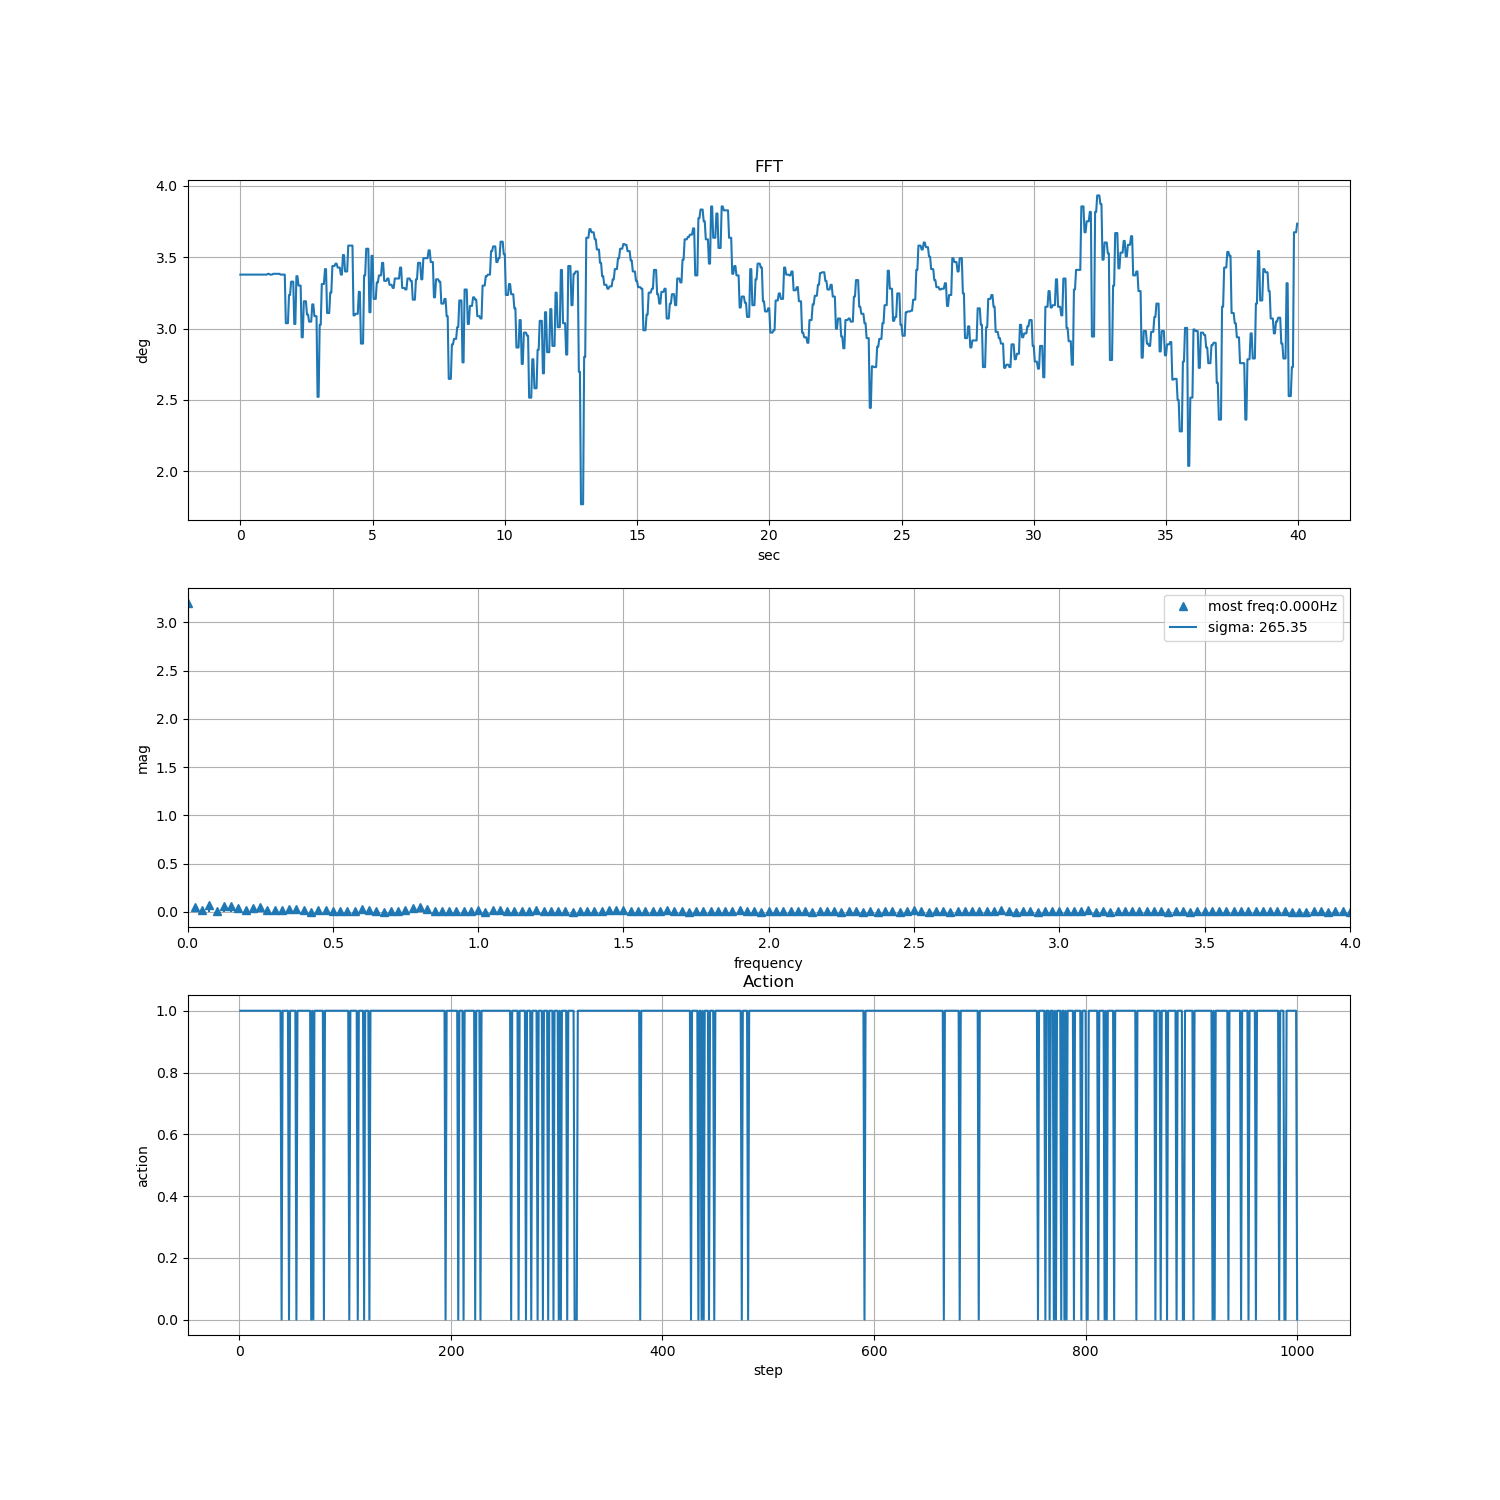 FFT
4.0
3.5
3.0
2.5
2.0
deg
0 5 10 15 20 25 30 35 40
sec
most freq:0.000Hz
sigma: 265.35
3.0
2.5
2.0
1.5
1.0
0.5
0.0
mag
0.0 0.5 1.0 1.5 2.0 2.5 3.0 3.5 4.0
frequency
Action
1.0
0.8
0.6
0.4
0.2
0.0
action
0 200 400 600 800 1000
step